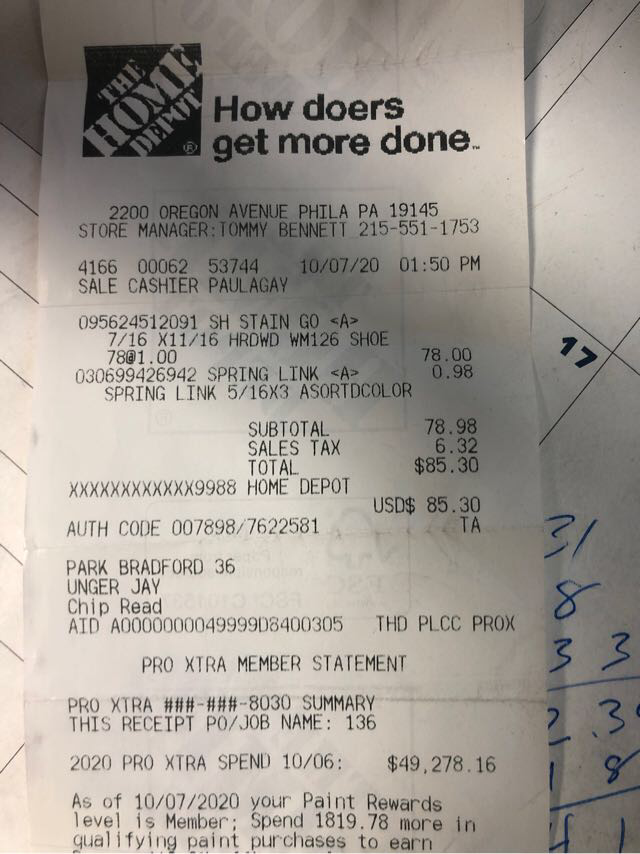 THE
HOME
DEPOT
®
How doers
get more done™
2200 OREGON AVENUE PHILA PA 19145
STORE MANAGER:TOMMY BENNETT 215-551-1753
4166 00062 53744 10/07/20 01:50 PM
SALE CASHIER PAULAGAY
095624512091 SH STAIN GO <A>
7/16 X11/16 HRDWD WM126 SHOE
78@1.00 78.00
030699426942 SPRING LINK <A> 0.98
SPRING LINK 5/16X3 ASORTDCOLOR
SUBTOTAL 78.98
SALES TAX 6.32
TOTAL $85.30
XXXXXXXXXXXX9988 HOME DEPOT
USD$ 85.30
AUTH CODE 007898/7622581 TA
PARK BRADFORD 36
UNGER JAY
Chip Read
AID A0000000049999D8400305 THD PLCC PROX
PRO XTRA MEMBER STATEMENT
PRO XTRA ###-###-8030 SUMMARY
THIS RECEIPT PO/JOB NAME: 136
2020 PRO XTRA SPEND 10/06: $49,278.16
As of 10/07/2020 your Paint Rewards
level is Member; Spend 1819.78 more in
qualifying paint purchases to earn
17
31
8
3 3